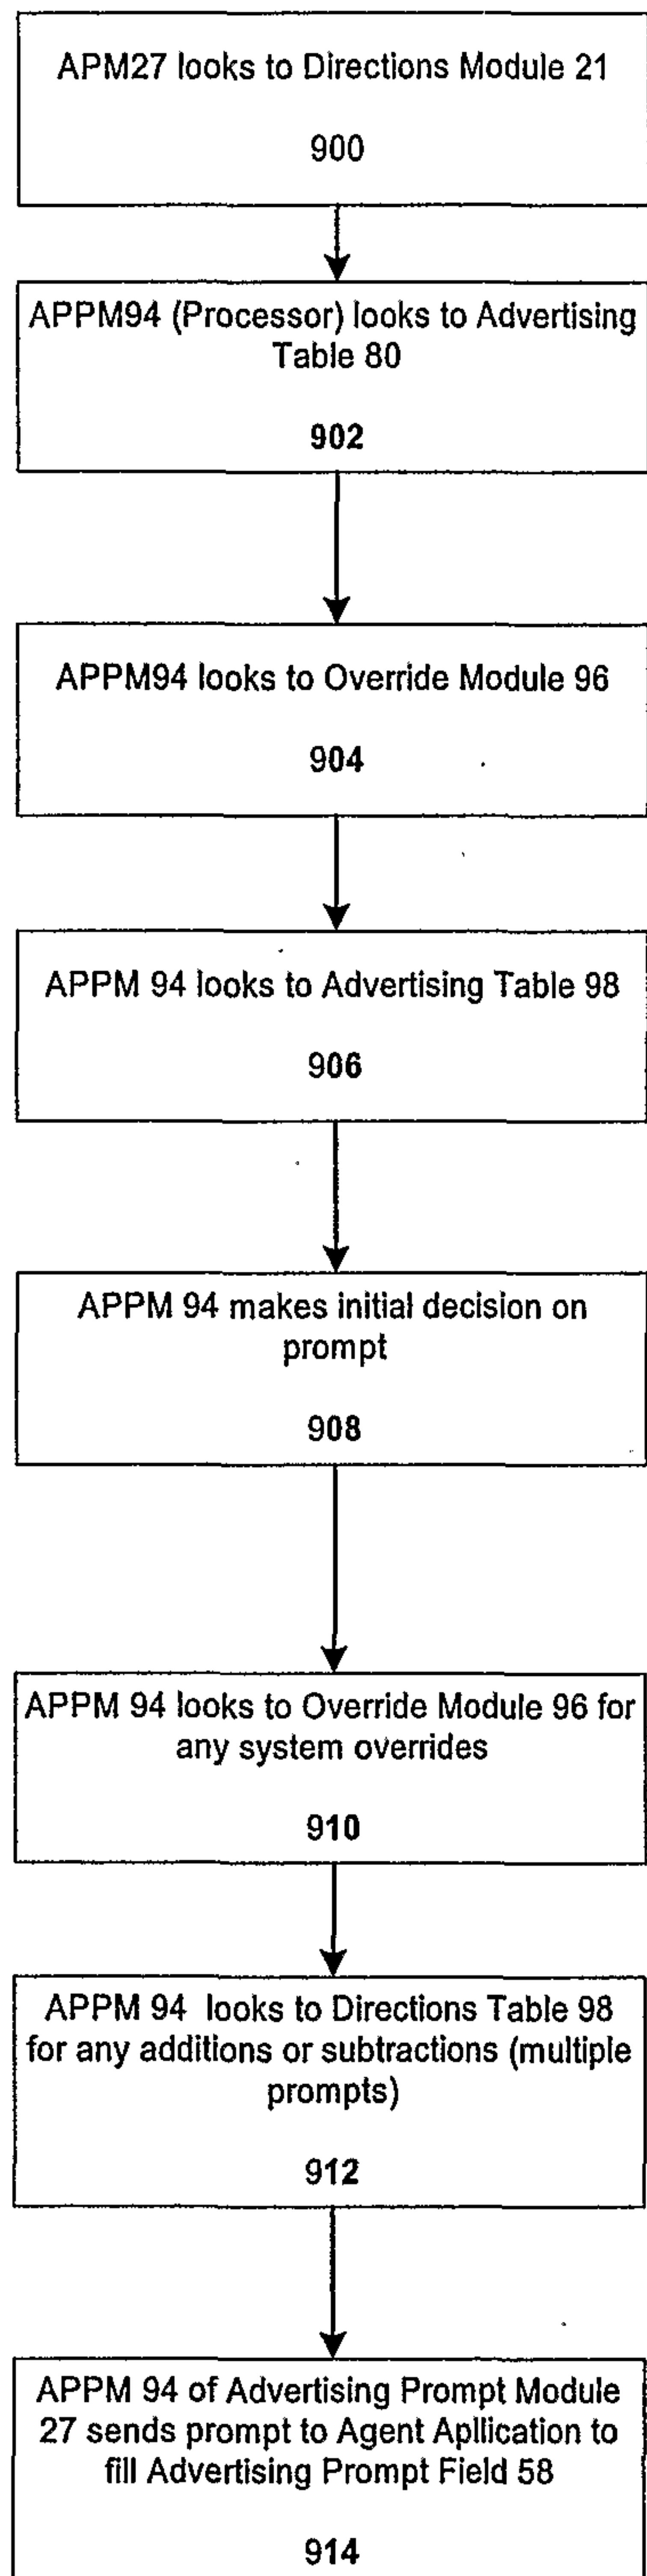 APM27 looks to Directions Module 21
900
APPM94 (Processor) looks to Advertising
Table 80
902
APPM94 looks to Override Module 96
904
APPM 94 looks to Advertising Table 98
906
APPM 94 makes initial decision on
prompt
908
APPM 94 looks to Override Module 96 for
any system overrides
910
APPM 94 looks to Directions Table 98
for any additions or subtractions (multiple
prompts)
912
APPM 94 of Advertising Prompt Module
27 sends prompt to Agent Apllication to
fill Advertising Prompt Field 58
914